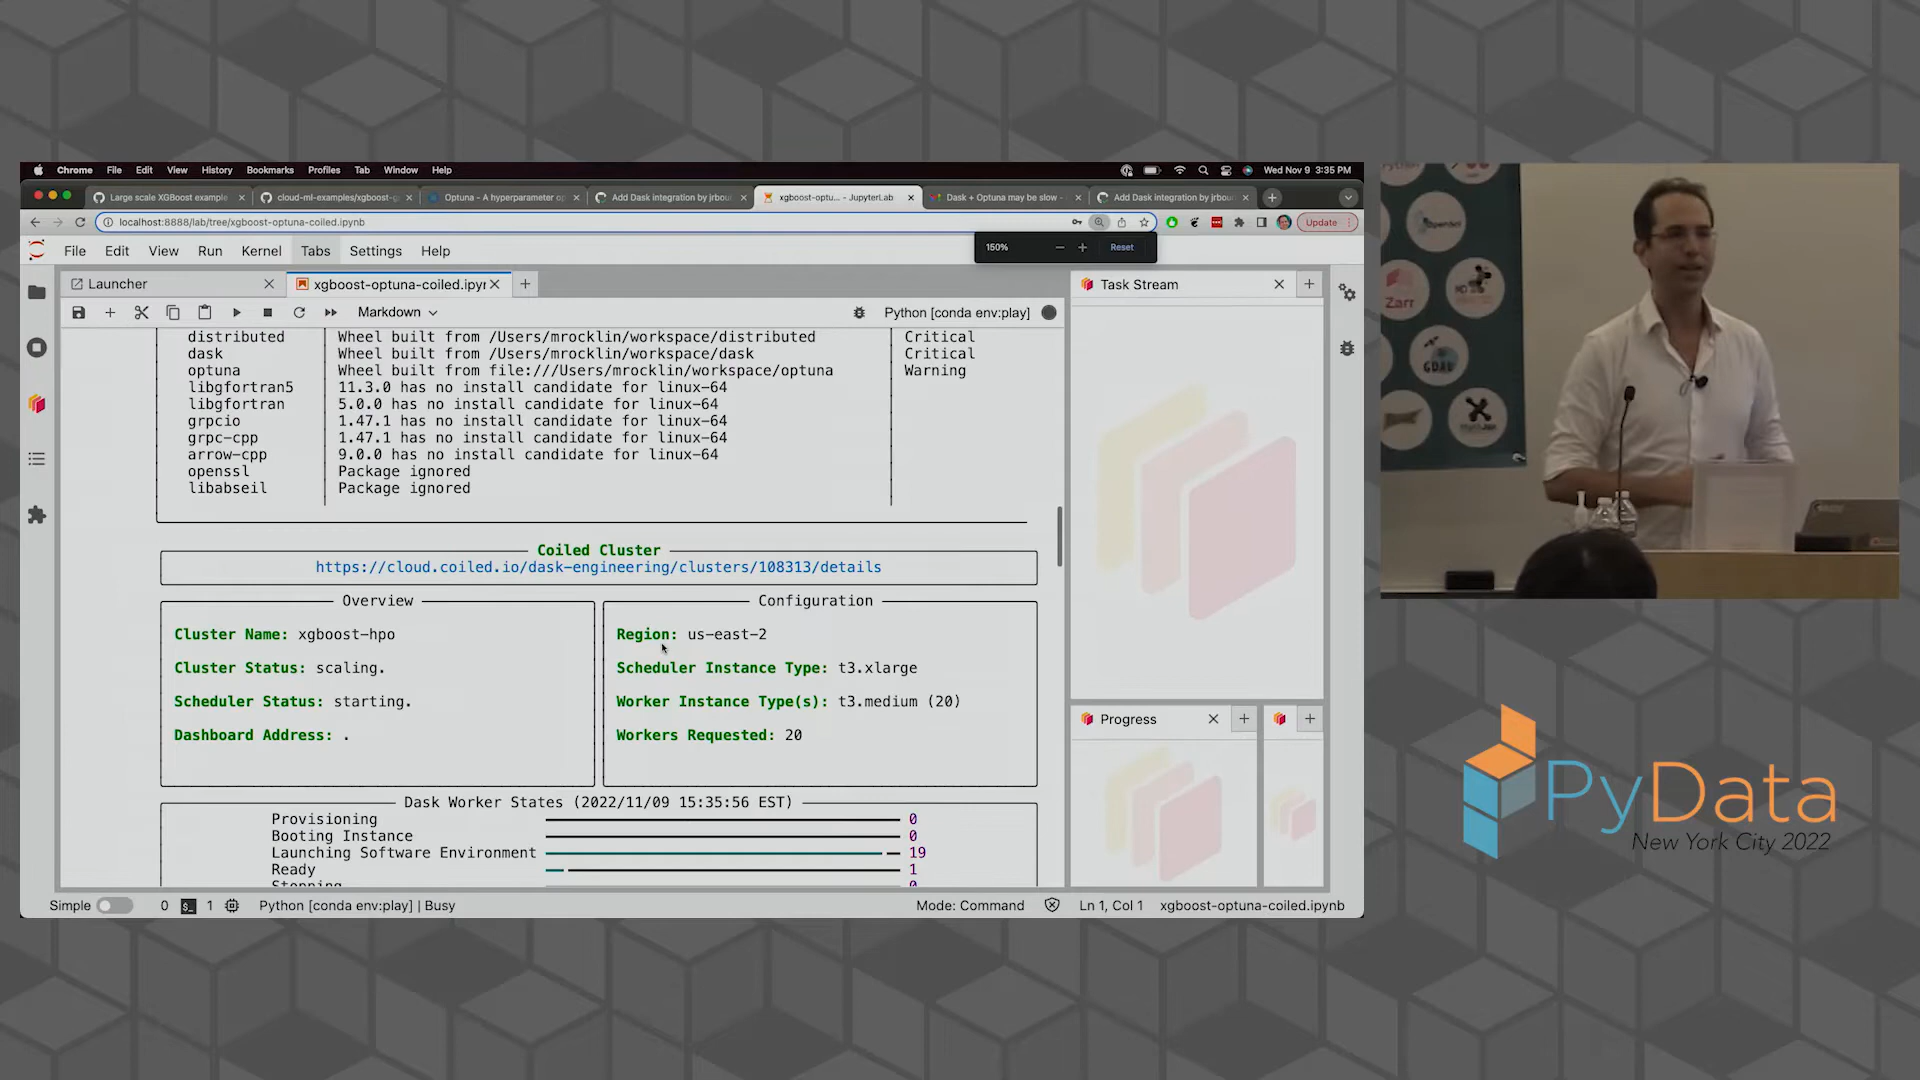 Chrome File Edit View History Bookmarks Profiles Tab Window Help
Wed Nov 9 3:35 PM
Large scale XGBoost example
cloud-ml-examples/xgboost-
Optuna - A hyperparameter op
Add Dask integration by jrbou
xgboost-optu... - JupyterLab
Dask + Optuna may be slow -
Add Dask integration by jrbou
localhost:8888/lab/tree/xgboost-optuna-coiled.ipynb
Update
150%
Reset
File Edit View Run Kernel Tabs Settings Help
Launcher
xgboost-optuna-coiled.ipyr
Task Stream
Markdown
Python [conda env:play]
distributed Wheel built from /Users/mrocklin/workspace/distributed Critical
dask Wheel built from /Users/mrocklin/workspace/dask Critical
optuna Wheel built from file:///Users/mrocklin/workspace/optuna Warning
libgfortran5 11.3.0 has no install candidate for linux-64
libgfortran 5.0.0 has no install candidate for linux-64
grpcio 1.47.1 has no install candidate for linux-64
grpc-cpp 1.47.1 has no install candidate for linux-64
arrow-cpp 9.0.0 has no install candidate for linux-64
openssl Package ignored
libabseil Package ignored
Coiled Cluster
https://cloud.coiled.io/dask-engineering/clusters/108313/details
Overview
Cluster Name: xgboost-hpo
Cluster Status: scaling.
Scheduler Status: starting.
Dashboard Address: .
Configuration
Region: us-east-2
Scheduler Instance Type: t3.xlarge
Worker Instance Type(s): t3.medium (20)
Workers Requested: 20
Dask Worker States (2022/11/09 15:35:56 EST)
Provisioning 0
Booting Instance 0
Launching Software Environment 19
Ready 1
Stopping 0
Progress
Simple 0 1 Python [conda env:play] | Busy
Mode: Command Ln 1, Col 1 xgboost-optuna-coiled.ipynb
OpenSci
Zarr
GDAL
PyData
New York City 2022